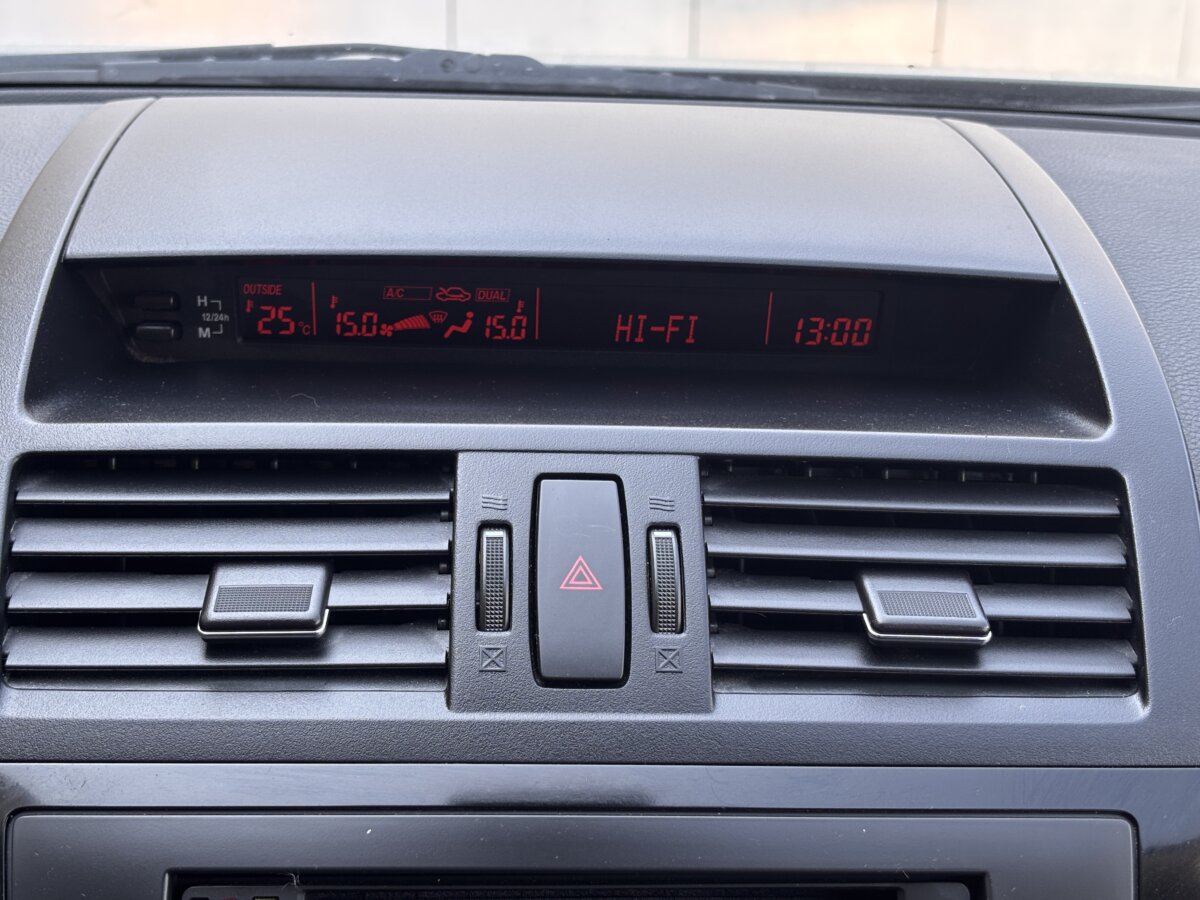 H
12/24h
M
OUTSIDE
25°C
A/C
DUAL
15.0
15.0
HI-FI
13:00